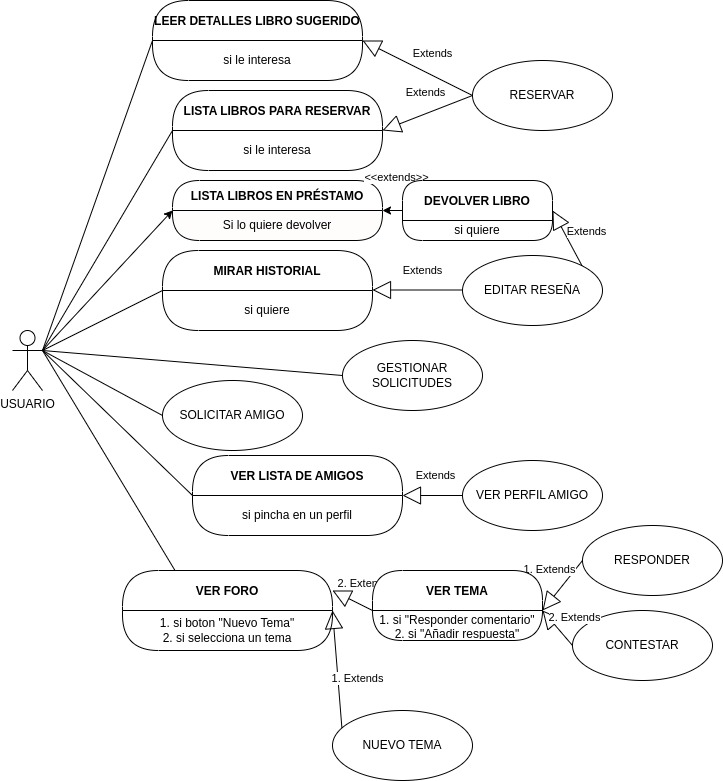 LEER DETALLES LIBRO SUGERIDO
si le interesa
Extends
RESERVAR
Extends
LISTA LIBROS PARA RESERVAR
si le interesa
<<extends>>
LISTA LIBROS EN PRÉSTAMO
Si lo quiere devolver
DEVOLVER LIBRO
si quiere
Extends
MIRAR HISTORIAL
si quiere
Extends
EDITAR RESEÑA
GESTIONAR
SOLICITUDES
USUARIO
SOLICITAR AMIGO
VER LISTA DE AMIGOS
si pincha en un perfil
Extends
VER PERFIL AMIGO
VER FORO
1. si boton "Nuevo Tema"
2. si selecciona un tema
2. Exten
VER TEMA
1. si "Responder comentario"
2. si "Añadir respuesta"
1. Extends
RESPONDER
2. Extends
CONTESTAR
1. Extends
NUEVO TEMA